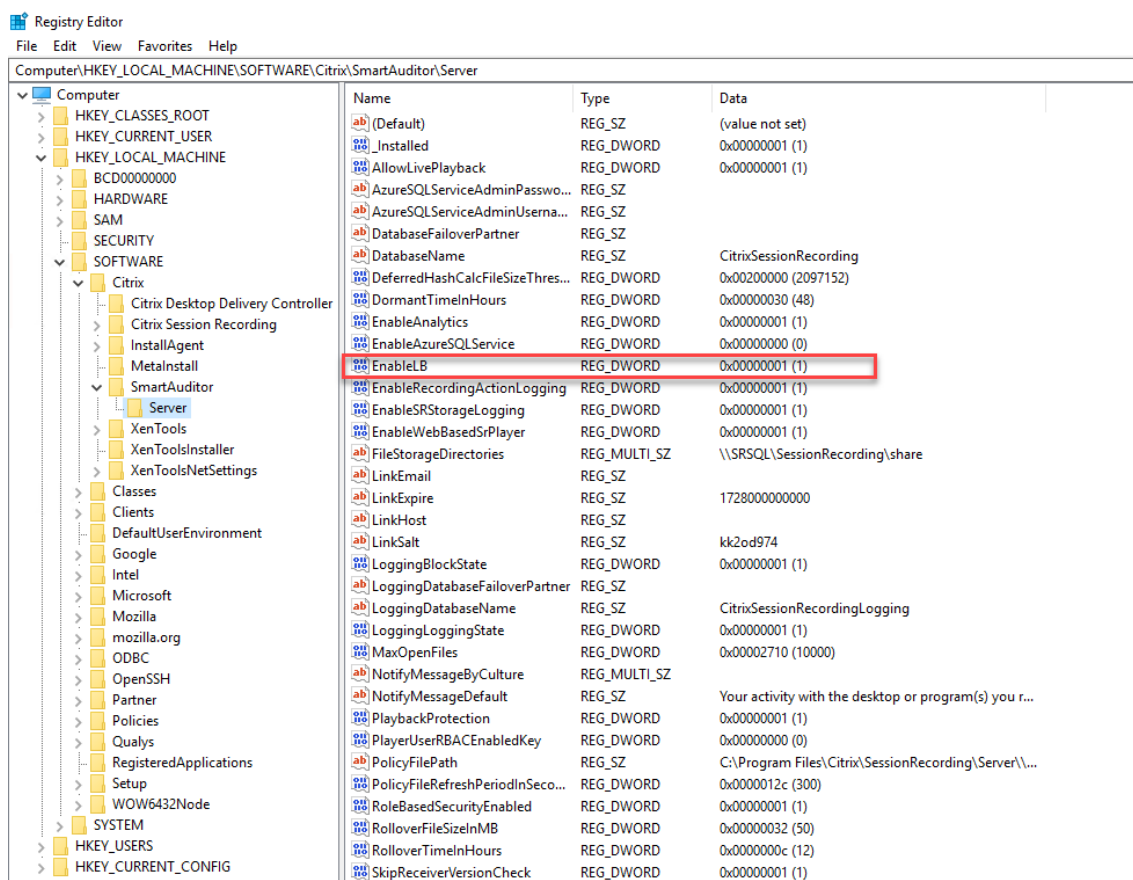 Registry Editor
File Edit View Favorites Help
Computer\HKEY_LOCAL_MACHINE\SOFTWARE\Citrix\SmartAuditor\Server
Computer
HKEY_CLASSES_ROOT
HKEY_CURRENT_USER
HKEY_LOCAL_MACHINE
BCD00000000
HARDWARE
SAM
SECURITY
SOFTWARE
Citrix
Citrix Desktop Delivery Controller
Citrix Session Recording
InstallAgent
MetaInstall
SmartAuditor
Server
XenTools
XenToolsInstaller
XenToolsNetSettings
Classes
Clients
DefaultUserEnvironment
Google
Intel
Microsoft
Mozilla
mozilla.org
ODBC
OpenSSH
Partner
Policies
Qualys
RegisteredApplications
Setup
WOW6432Node
SYSTEM
HKEY_USERS
HKEY_CURRENT_CONFIG
Name Type Data
(Default) REG_SZ (value not set)
_Installed REG_DWORD 0x00000001 (1)
AllowLivePlayback REG_DWORD 0x00000001 (1)
AzureSQLServiceAdminPasswo... REG_SZ
AzureSQLServiceAdminUserna... REG_SZ
DatabaseFailoverPartner REG_SZ
DatabaseName REG_SZ CitrixSessionRecording
DeferredHashCalcFileSizeThres... REG_DWORD 0x00200000 (2097152)
DormantTimeInHours REG_DWORD 0x00000030 (48)
EnableAnalytics REG_DWORD 0x00000001 (1)
EnableAzureSQLService REG_DWORD 0x00000000 (0)
EnableLB REG_DWORD 0x00000001 (1)
EnableRecordingActionLogging REG_DWORD 0x00000001 (1)
EnableSRStorageLogging REG_DWORD 0x00000001 (1)
EnableWebBasedSrPlayer REG_DWORD 0x00000001 (1)
FileStorageDirectories REG_MULTI_SZ \\SRSQL\SessionRecording\share
LinkEmail REG_SZ
LinkExpire REG_SZ 1728000000000
LinkHost REG_SZ
LinkSalt REG_SZ kk2od974
LoggingBlockState REG_DWORD 0x00000001 (1)
LoggingDatabaseFailoverPartner REG_SZ
LoggingDatabaseName REG_SZ CitrixSessionRecordingLogging
LoggingLoggingState REG_DWORD 0x00000001 (1)
MaxOpenFiles REG_DWORD 0x00002710 (10000)
NotifyMessageByCulture REG_MULTI_SZ
NotifyMessageDefault REG_SZ Your activity with the desktop or program(s) you r...
PlaybackProtection REG_DWORD 0x00000001 (1)
PlayerUserRBACEnabledKey REG_DWORD 0x00000000 (0)
PolicyFilePath REG_SZ C:\Program Files\Citrix\SessionRecording\Server\\...
PolicyFileRefreshPeriodInSeco... REG_DWORD 0x0000012c (300)
RoleBasedSecurityEnabled REG_DWORD 0x00000001 (1)
RolloverFileSizeInMB REG_DWORD 0x00000032 (50)
RolloverTimeInHours REG_DWORD 0x0000000c (12)
SkipReceiverVersionCheck REG_DWORD 0x00000001 (1)